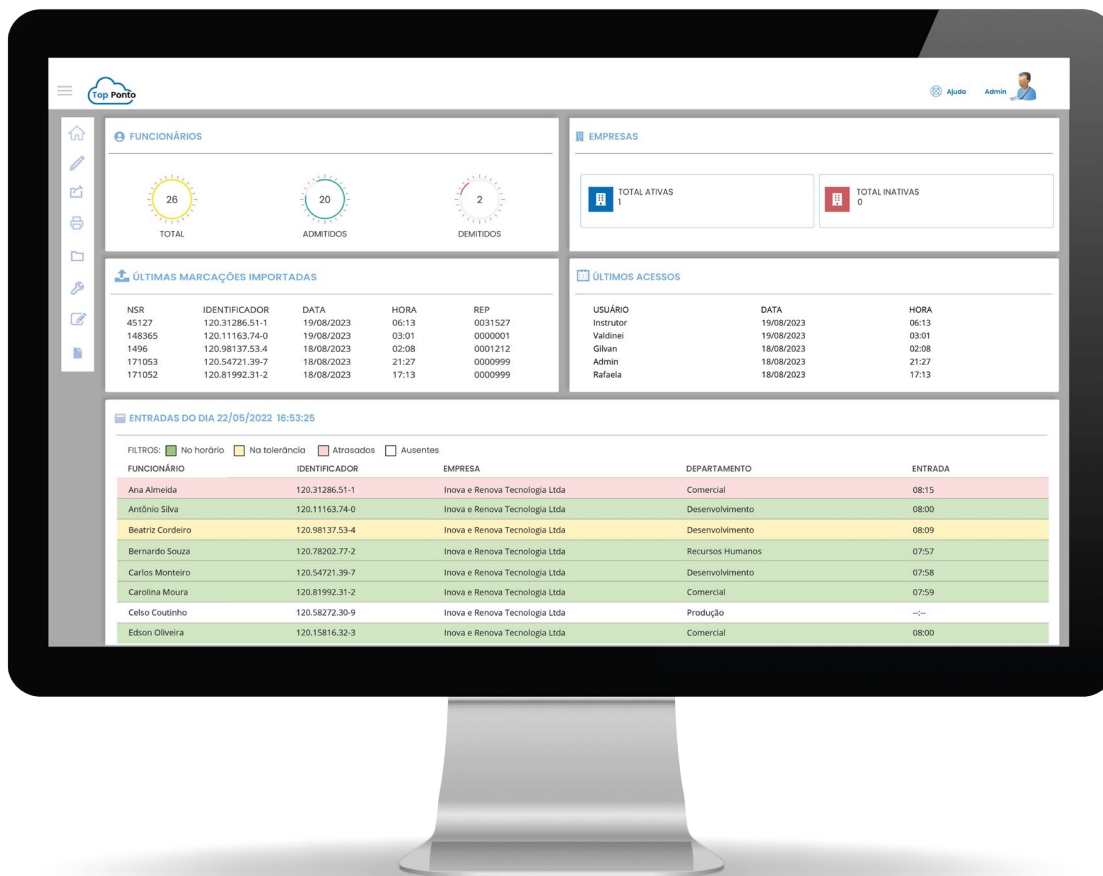 Top Ponto
Ajuda Admin
FUNCIONÁRIOS
26 20 2
TOTAL ADMITIDOS DEMITIDOS
EMPRESAS
TOTAL ATIVAS
1
TOTAL INATIVAS
0
ÚLTIMAS MARCAÇÕES IMPORTADAS
NSR IDENTIFICADOR DATA HORA REP
45127 120.31286.51-1 19/08/2023 06:13 0031527
148365 120.11163.74-0 19/08/2023 03:01 0000001
1496 120.98137.53.4 18/08/2023 02:08 0001212
171053 120.54721.39-7 18/08/2023 21:27 0000999
171052 120.81992.31-2 18/08/2023 17:13 0000999
ÚLTIMOS ACESSOS
USUÁRIO DATA HORA
Instrutor 19/08/2023 06:13
Valdinei 19/08/2023 03:01
Gilvan 18/08/2023 02:08
Admin 18/08/2023 21:27
Rafaela 18/08/2023 17:13
ENTRADAS DO DIA 22/05/2022 16:53:25
FILTROS: No horário Na tolerância Atrasados Ausentes
FUNCIONÁRIO IDENTIFICADOR EMPRESA DEPARTAMENTO ENTRADA
Ana Almeida 120.31286.51-1 Inova e Renova Tecnologia Ltda Comercial 08:15
Antônio Silva 120.11163.74-0 Inova e Renova Tecnologia Ltda Desenvolvimento 08:00
Beatriz Cordeiro 120.98137.53-4 Inova e Renova Tecnologia Ltda Desenvolvimento 08:09
Bernardo Souza 120.78202.77-2 Inova e Renova Tecnologia Ltda Recursos Humanos 07:57
Carlos Monteiro 120.54721.39-7 Inova e Renova Tecnologia Ltda Desenvolvimento 07:58
Carolina Moura 120.81992.31-2 Inova e Renova Tecnologia Ltda Comercial 07:59
Celso Coutinho 120.58272.30-9 Inova e Renova Tecnologia Ltda Produção --:--
Edson Oliveira 120.15816.32-3 Inova e Renova Tecnologia Ltda Comercial 08:00